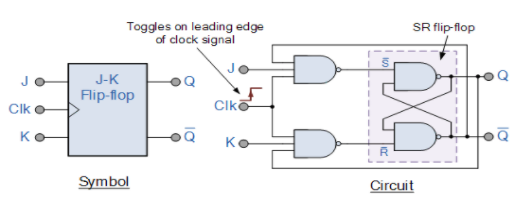 Toggles on leading edge
of clock signal
SR flip-flop
J
J-K
Flip-flop
Q
Clk
K
Q̅
Symbol
J
S̅
Q
Clk
K
R̅
Q̅
Circuit